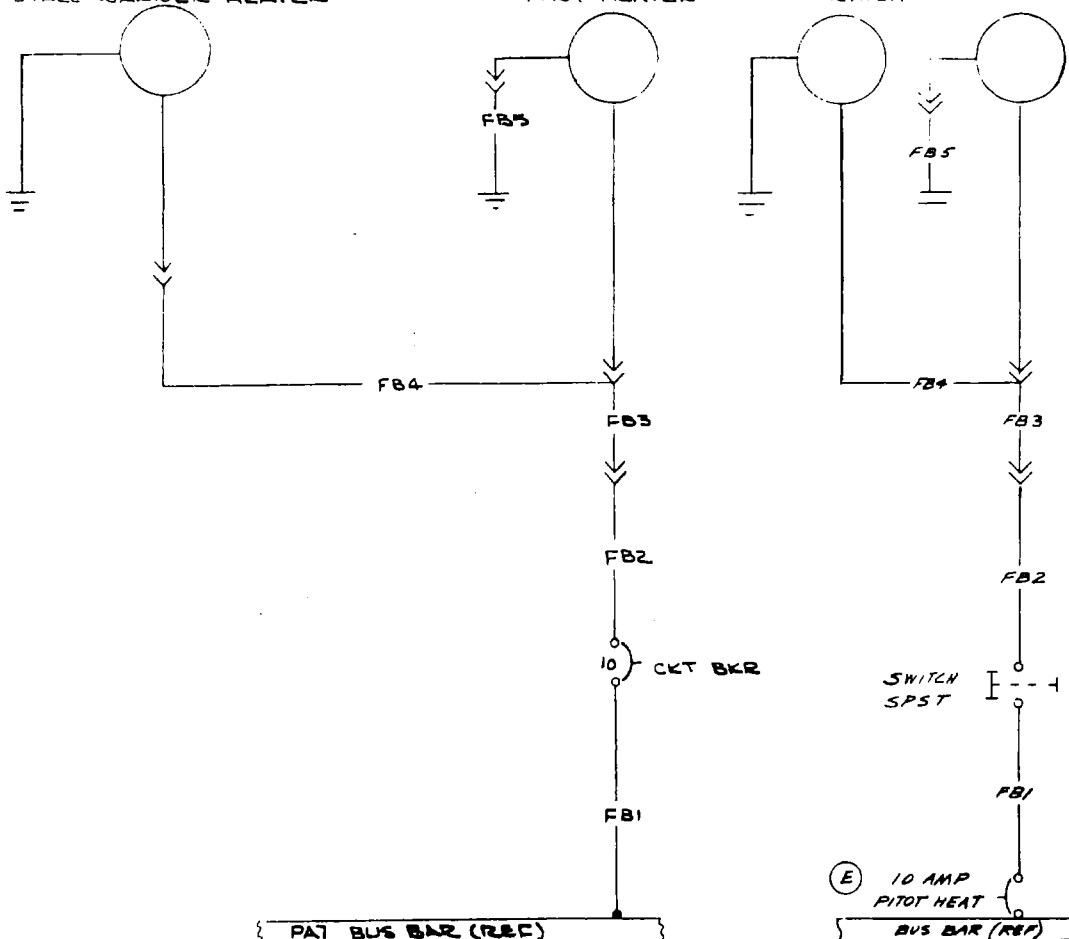 FB5
FB5
FB4
FB4
FB3
FB3
FB2
FB2
10 CKT BKR
SWITCH
SPST
FB1
FB1
E 10 AMP
PITOT HEAT
PA7 BUS BAR (REF)
BUS BAR (REF)